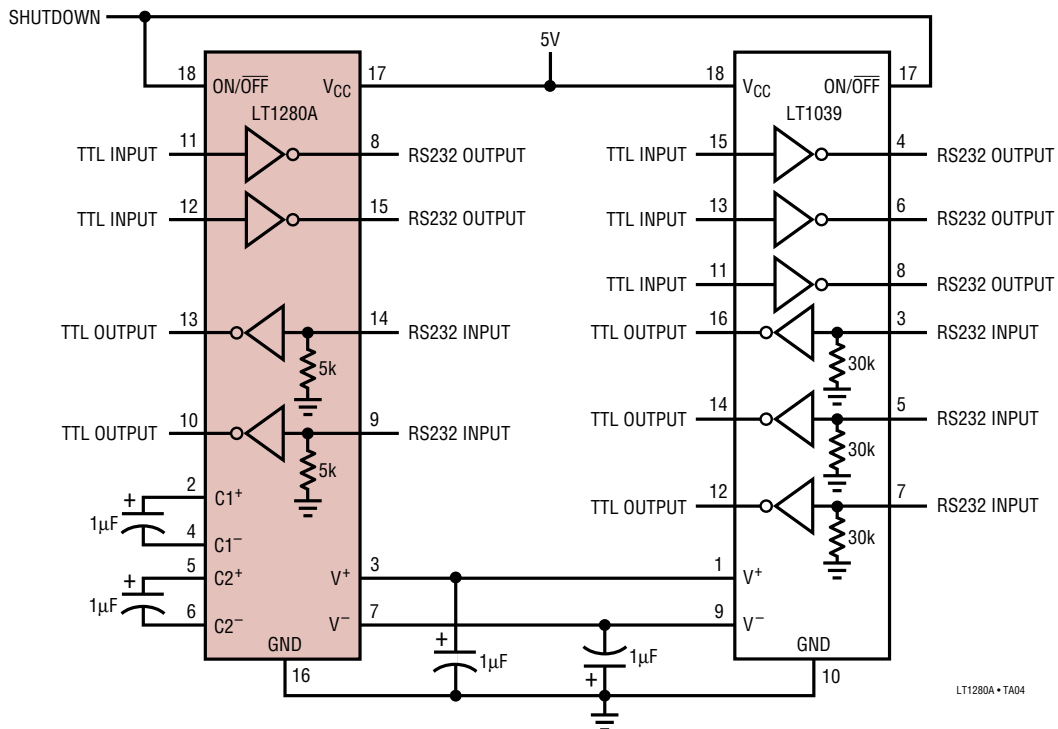 SHUTDOWN
5V
18 ON/OFF VCC 17
LT1280A
TTL INPUT 11 8 RS232 OUTPUT
TTL INPUT 12 15 RS232 OUTPUT
TTL OUTPUT 13 14 RS232 INPUT
5k
TTL OUTPUT 10 9 RS232 INPUT
5k
2 C1+
+ 1µF
4 C1−
5 C2+ V+ 3
+ 1µF
6 C2− V− 7
GND
16
+ 1µF
1µF +
18 VCC ON/OFF 17
LT1039
TTL INPUT 15 4 RS232 OUTPUT
TTL INPUT 13 6 RS232 OUTPUT
TTL INPUT 11 8 RS232 OUTPUT
TTL OUTPUT 16 3 RS232 INPUT
30k
TTL OUTPUT 14 5 RS232 INPUT
30k
TTL OUTPUT 12 7 RS232 INPUT
30k
1 V+
9 V−
GND
10
LT1280A • TA04